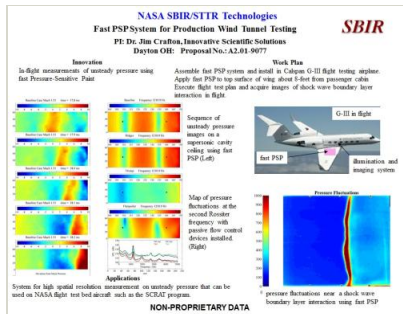 NASA SBIR/STTR Technologies
Fast PSP System for Production Wind Tunnel Testing
PI: Dr. Jim Crafton, Innovative Scientific Solutions
Dayton OH: Proposal No.: A2.01-9077
SBIR
Innovation
In-flight measurements of unsteady pressure using
fast Pressure-Sensitive Paint
Sequence of
unsteady pressure
images on a
supersonic cavity
ceiling using fast
PSP (Left)
Map of pressure
fluctuations at the
second Rossiter
frequency with
passive flow control
devices installed.
(Right)
Applications
System for high spatial resolution measurement on unsteady pressure that can be
used on NASA flight test bed aircraft such as the SCRAT program.
Work Plan
Assemble fast PSP system and install in Calspan G-III flight testing airplane.
Apply fast PSP to top surface of wing about 8-feet from passenger cabin
Execute flight test plan and acquire images of shock wave boundary layer
interaction in flight.
G-III in flight
fast PSP
illumination and
imaging system
Pressure Fluctuations
pressure fluctuations near a shock wave
boundary layer interaction using fast PSP
NON-PROPRIETARY DATA